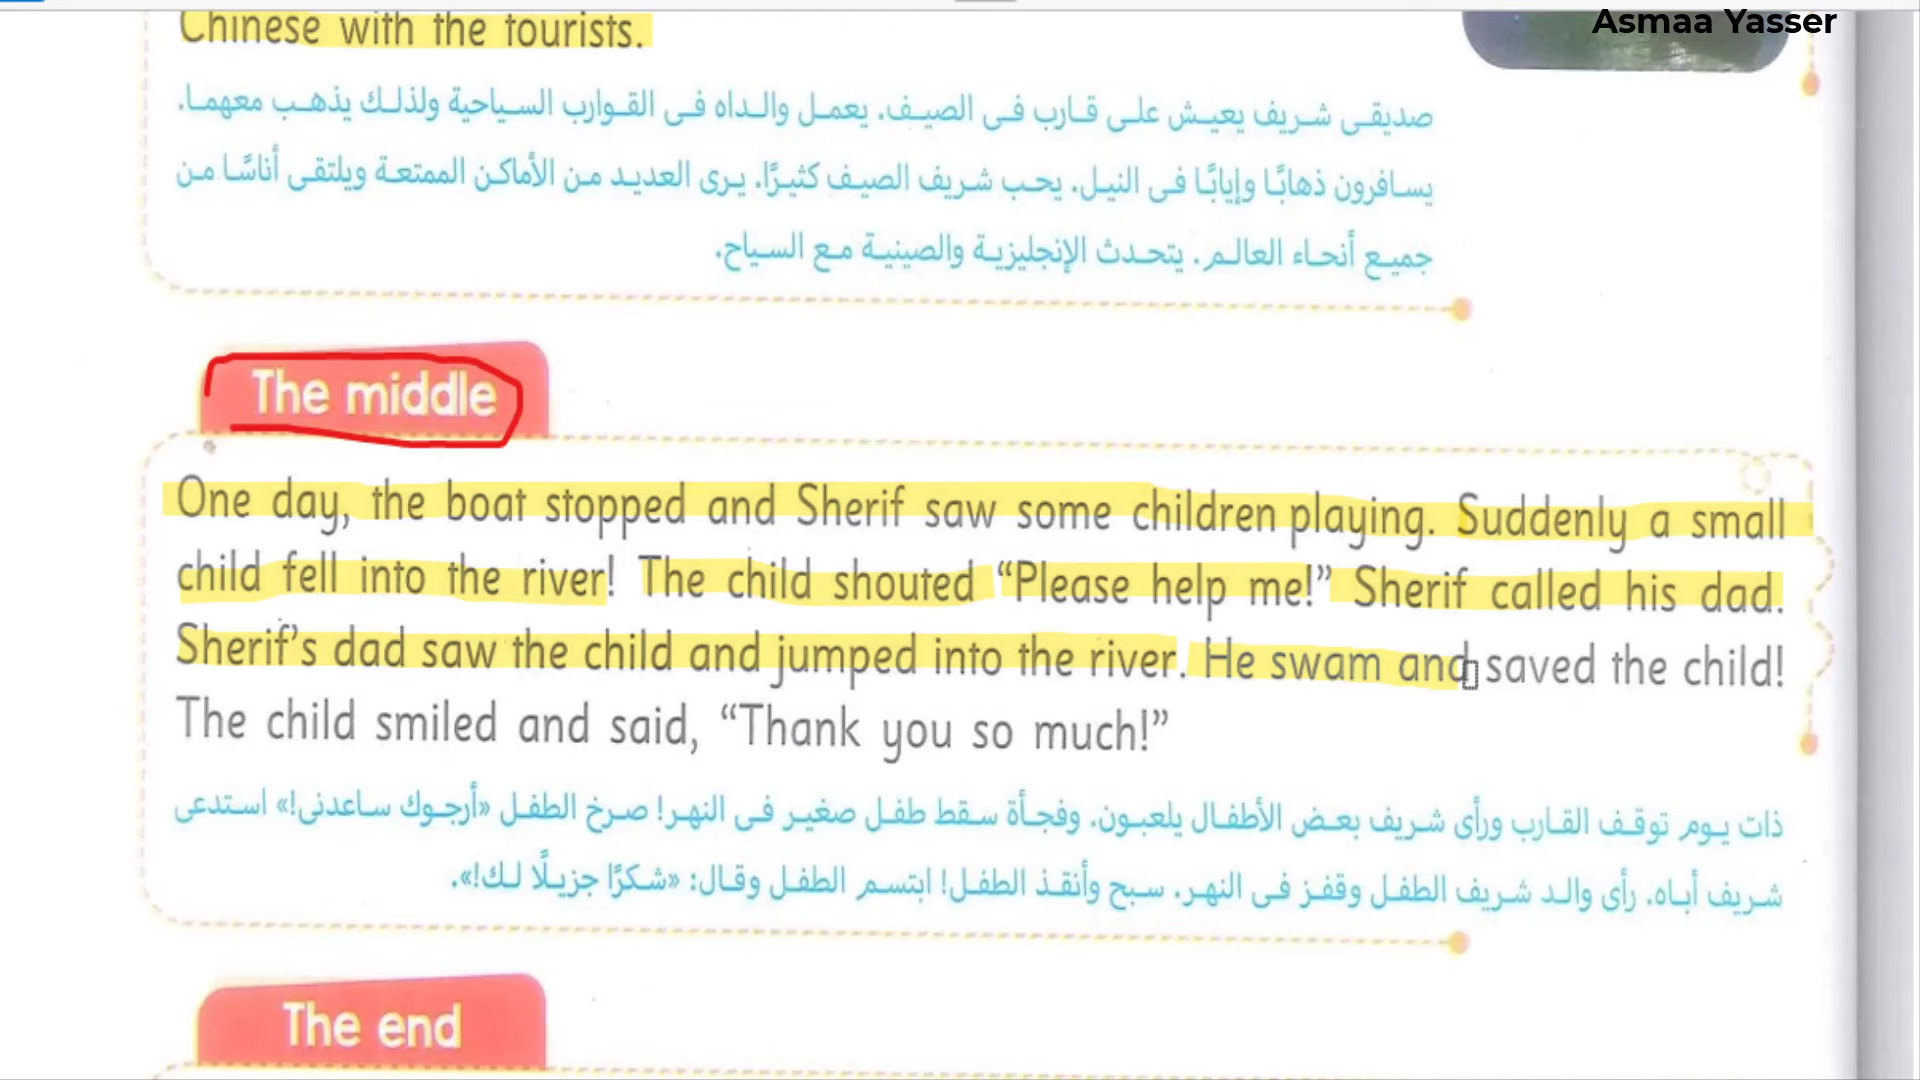 Asmaa Yasser
Chinese with the tourists.
صديقى شريف يعيش على قارب فى الصيف. يعمل والداه فى القوارب السياحية ولذلك يذهب معهما.
يسافرون ذهابًا وإيابًا فى النيل. يحب شريف الصيف كثيرًا. يرى العديد من الأماكن الممتعة ويلتقى أناسًا من
جميع أنحاء العالم. يتحدث الإنجليزية والصينية مع السياح.
The middle
One day, the boat stopped and Sherif saw some children playing. Suddenly a small
child fell into the river! The child shouted “Please help me!” Sherif called his dad.
Sherif’s dad saw the child and jumped into the river. He swam and saved the child!
The child smiled and said, “Thank you so much!”
ذات يوم توقف القارب ورأى شريف بعض الأطفال يلعبون. وفجأة سقط طفل صغير فى النهر! صرخ الطفل «أرجوك ساعدنى!» استدعى
شريف أباه. رأى والد شريف الطفل وقفز فى النهر. سبح وأنقذ الطفل! ابتسم الطفل وقال: «شكرًا جزيلًا لك!».
The end